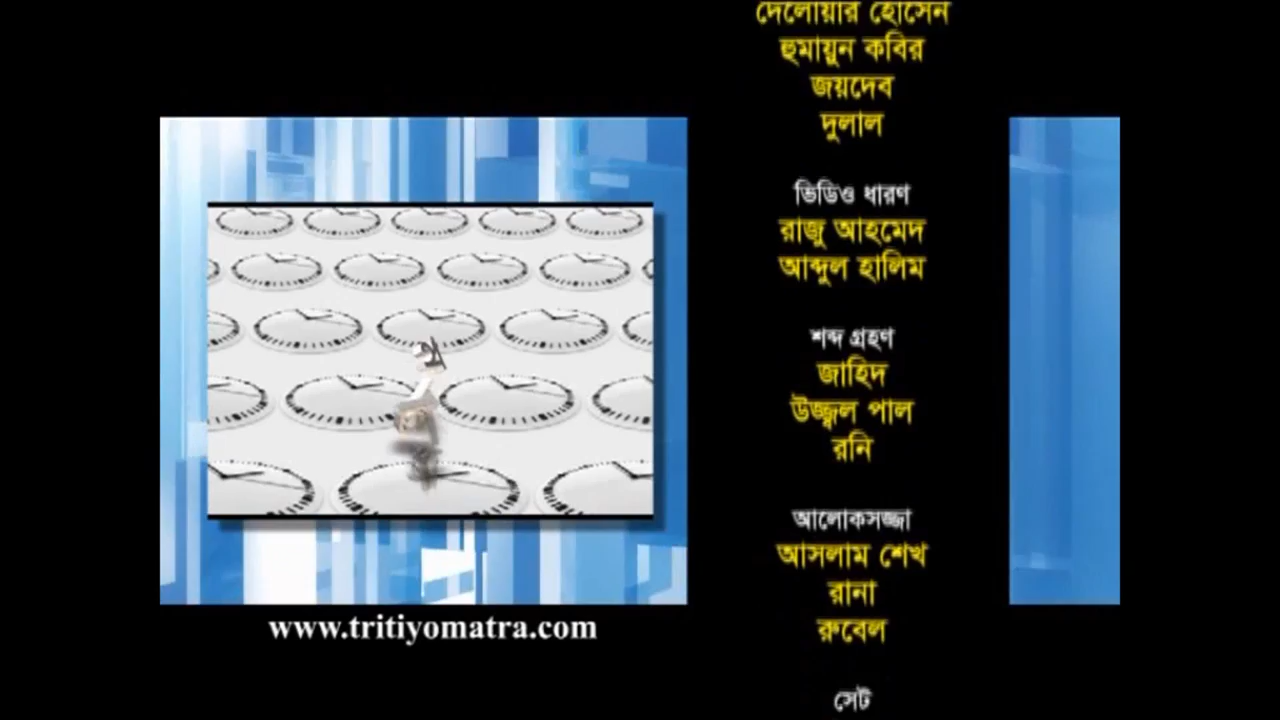 দেলোয়ার হোসেন
হুমায়ুন কবির
জয়দেব
দুলাল
ভিডিও ধারণ
রাজু আহমেদ
আব্দুল হালিম
শব্দ গ্রহণ
জাহিদ
উজ্জ্বল পাল
রনি
আলোকসজ্জা
আসলাম শেখ
রানা
রুবেল
সেট
www.tritiyomatra.com